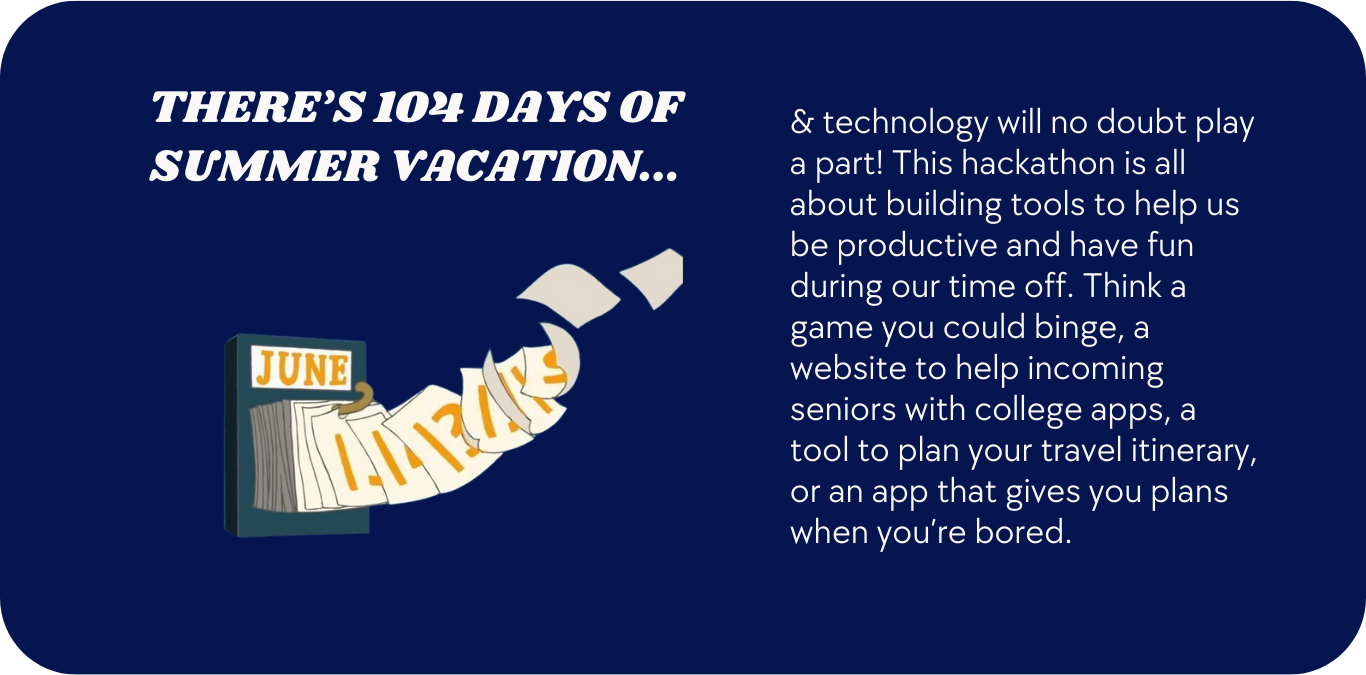 THERE'S 104 DAYS OF
SUMMER VACATION...
JUNE
& technology will no doubt play
a part! This hackathon is all
about building tools to help us
be productive and have fun
during our time off. Think a
game you could binge, a
website to help incoming
seniors with college apps, a
tool to plan your travel itinerary,
or an app that gives you plans
when you're bored.